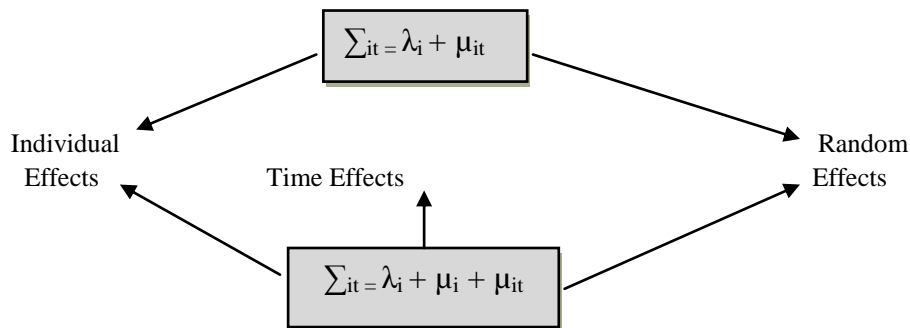 ∑it = λi + μit
Individual
Effects
Time Effects
Random
Effects
∑it = λi + μi + μit